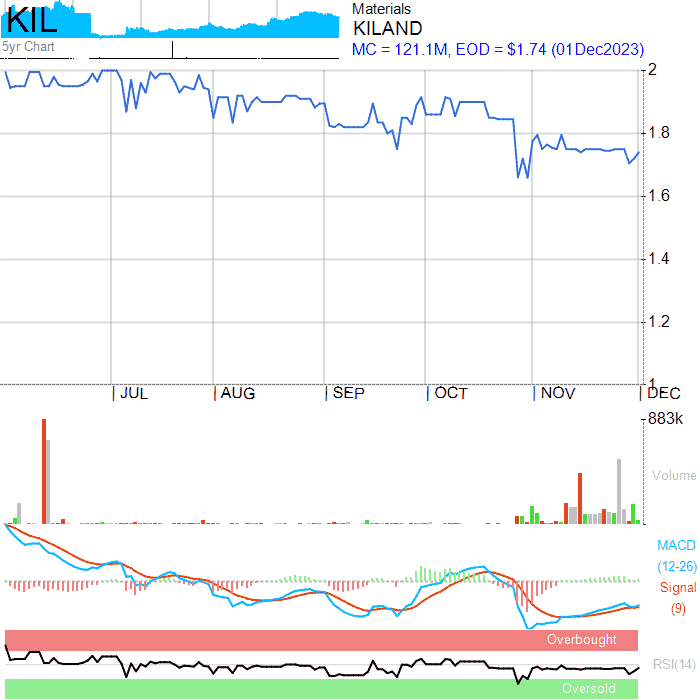 KIL
5yr Chart
Materials
KILAND
MC = 121.1M, EOD = $1.74 (01Dec2023)
2
1.8
1.6
1.4
1.2
1
JUL AUG SEP OCT NOV DEC
883k
Volume
MACD
(12-26)
Signal
(9)
Overbought
RSI(14)
Oversold